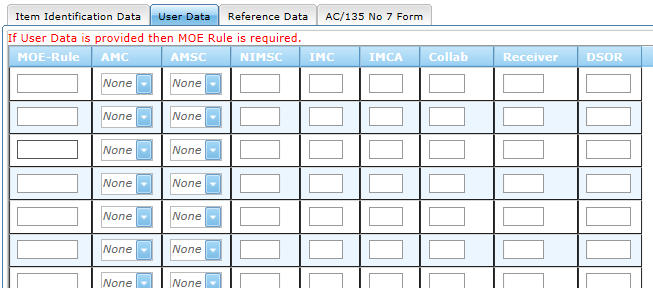 Item Identification Data User Data Reference Data AC/135 No 7 Form
If User Data is provided then MOE Rule is required.
MOE-Rule AMC AMSC NIMSC IMC IMCA Collab Receiver DSOR
None None
None None
None None
None None
None None
None None
None None